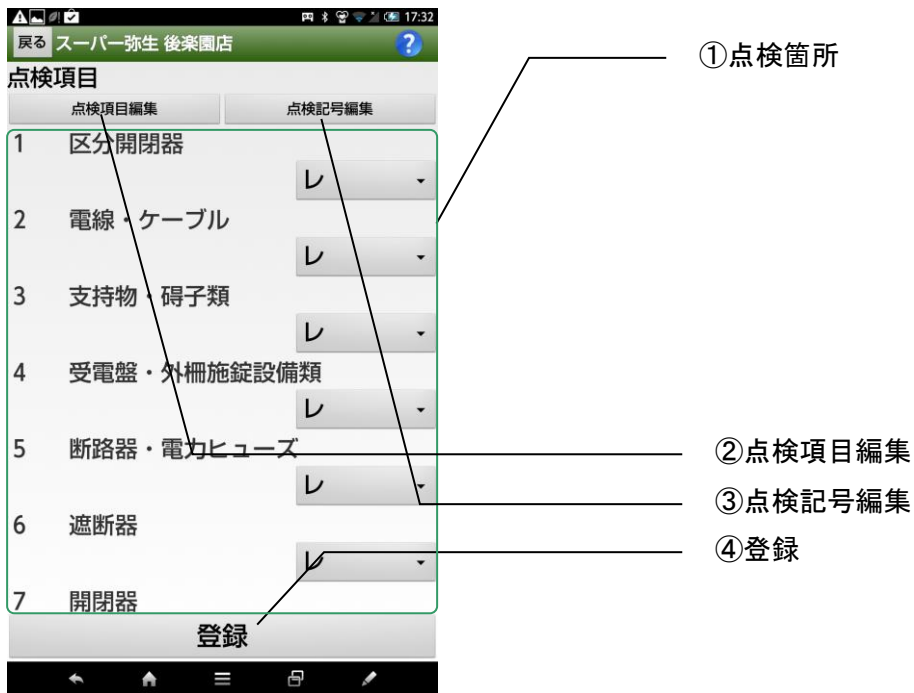 17:32
戻る スーパー弥生 後楽園店 ?
点検項目
点検項目編集 点検記号編集
1 区分開閉器
レ
2 電線・ケーブル
レ
3 支持物・碍子類
レ
4 受電盤・外柵施錠設備類
レ
5 断路器・電力ヒューズ
レ
6 遮断器
レ
7 開閉器
登録
①点検箇所
②点検項目編集
③点検記号編集
④登録